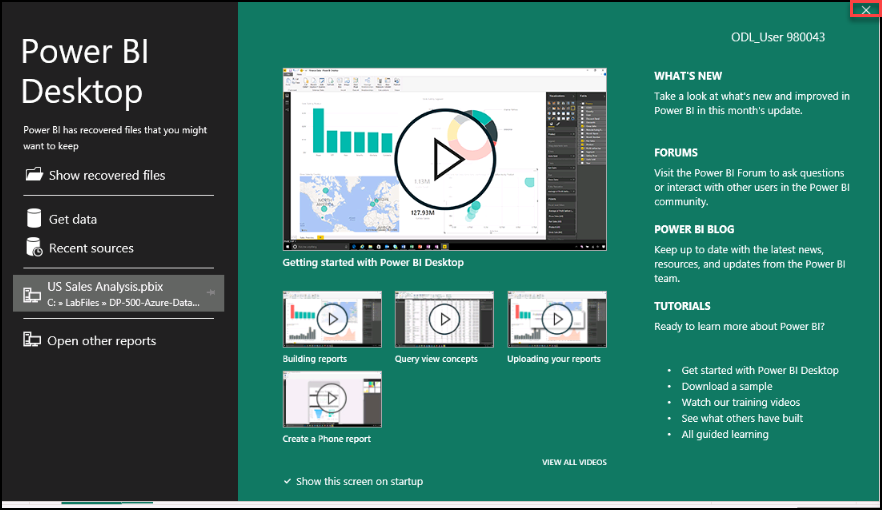 Power BI
Desktop
Power BI has recovered files that you might
want to keep
Show recovered files
Get data
Recent sources
US Sales Analysis.pbix
C: » LabFiles » DP-500-Azure-Data...
Open other reports
127.93M
Getting started with Power BI Desktop
Building reports
Query view concepts
Uploading your reports
Create a Phone report
VIEW ALL VIDEOS
Show this screen on startup
ODL_User 980043
WHAT'S NEW
Take a look at what's new and improved in
Power BI in this month's update.
FORUMS
Visit the Power BI Forum to ask questions
or interact with other users in the Power BI
community.
POWER BI BLOG
Keep up to date with the latest news,
resources, and updates from the Power BI
team.
TUTORIALS
Ready to learn more about Power BI?
• Get started with Power BI Desktop
• Download a sample
• Watch our training videos
• See what others have built
• All guided learning